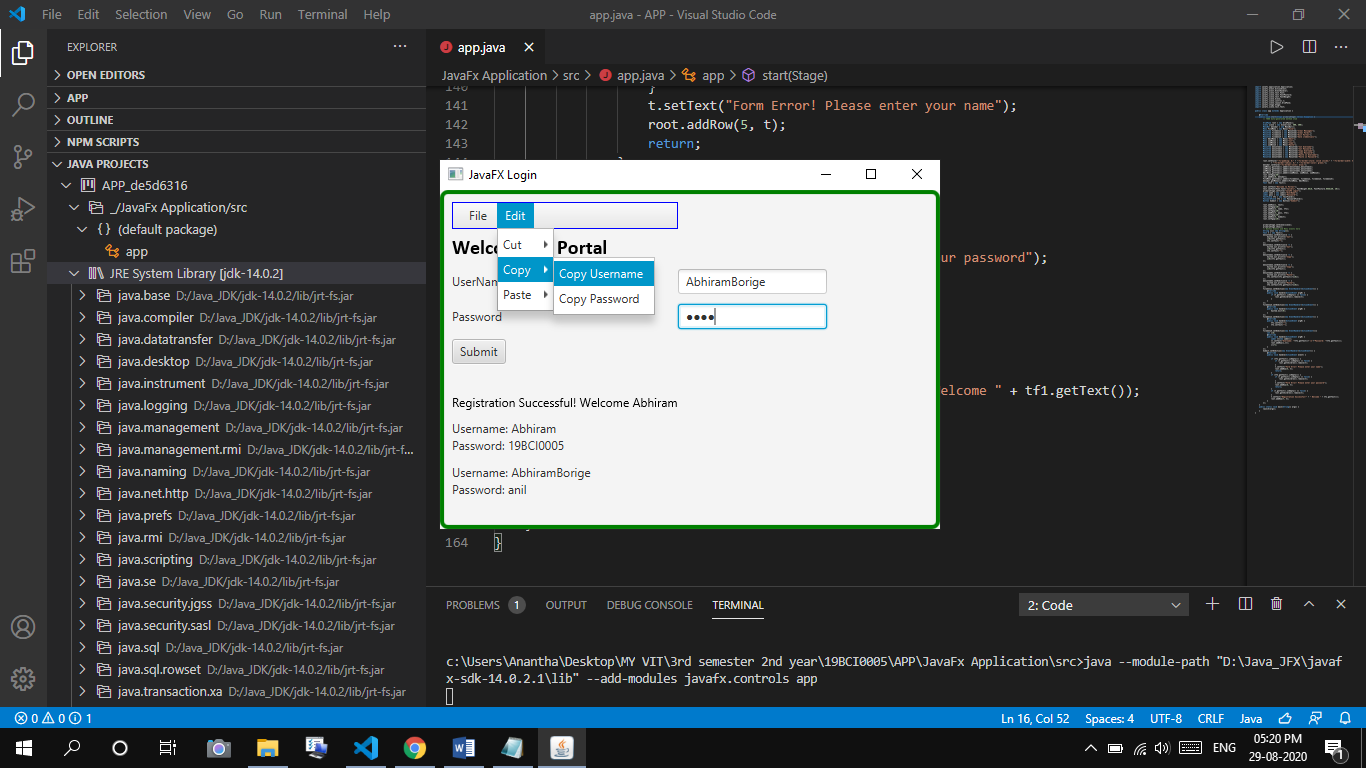 File Edit Selection View Go Run Terminal Help
app.java - APP - Visual Studio Code
EXPLORER
OPEN EDITORS
APP
OUTLINE
NPM SCRIPTS
JAVA PROJECTS
APP_de5d6316
_/JavaFx Application/src
(default package)
app
JRE System Library [jdk-14.0.2]
java.base D:/Java_JDK/jdk-14.0.2/lib/jrt-fs.jar
java.compiler D:/Java_JDK/jdk-14.0.2/lib/jrt-fs.jar
java.datatransfer D:/Java_JDK/jdk-14.0.2/lib/jrt-fs.jar
java.desktop D:/Java_JDK/jdk-14.0.2/lib/jrt-fs.jar
java.instrument D:/Java_JDK/jdk-14.0.2/lib/jrt-fs.jar
java.logging D:/Java_JDK/jdk-14.0.2/lib/jrt-fs.jar
java.management D:/Java_JDK/jdk-14.0.2/lib/jrt-fs.jar
java.management.rmi D:/Java_JDK/jdk-14.0.2/lib/jrt-f...
java.naming D:/Java_JDK/jdk-14.0.2/lib/jrt-fs.jar
java.net.http D:/Java_JDK/jdk-14.0.2/lib/jrt-fs.jar
java.prefs D:/Java_JDK/jdk-14.0.2/lib/jrt-fs.jar
java.rmi D:/Java_JDK/jdk-14.0.2/lib/jrt-fs.jar
java.scripting D:/Java_JDK/jdk-14.0.2/lib/jrt-fs.jar
java.se D:/Java_JDK/jdk-14.0.2/lib/jrt-fs.jar
java.security.jgss D:/Java_JDK/jdk-14.0.2/lib/jrt-fs.jar
java.security.sasl D:/Java_JDK/jdk-14.0.2/lib/jrt-fs.jar
java.sql D:/Java_JDK/jdk-14.0.2/lib/jrt-fs.jar
java.sql.rowset D:/Java_JDK/jdk-14.0.2/lib/jrt-fs.jar
java.transaction.xa D:/Java_JDK/jdk-14.0.2/lib/jrt-fs.jar
app.java
JavaFx Application > src > app.java > app > start(Stage)
140 }
141 t.setText("Form Error! Please enter your name");
142 root.addRow(5, t);
143 return;
ur password");
elcome " + tf1.getText());
164 }
JavaFX Login
File Edit
Cut
Copy
Paste
Copy Username
Copy Password
Welco Portal
UserNam AbhiramBorige
Password ●●●●
Submit
Registration Successful! Welcome Abhiram
Username: Abhiram
Password: 19BCI0005
Username: AbhiramBorige
Password: anil
PROBLEMS 1 OUTPUT DEBUG CONSOLE TERMINAL
2: Code
c:\Users\Anantha\Desktop\MY VIT\3rd semester 2nd year\19BCI0005\APP\JavaFx Application\src>java --module-path "D:\Java_JFX\javaf
x-sdk-14.0.2.1\lib" --add-modules javafx.controls app
0 0 1
Ln 16, Col 52 Spaces: 4 UTF-8 CRLF Java
ENG
05:20 PM
29-08-2020
1